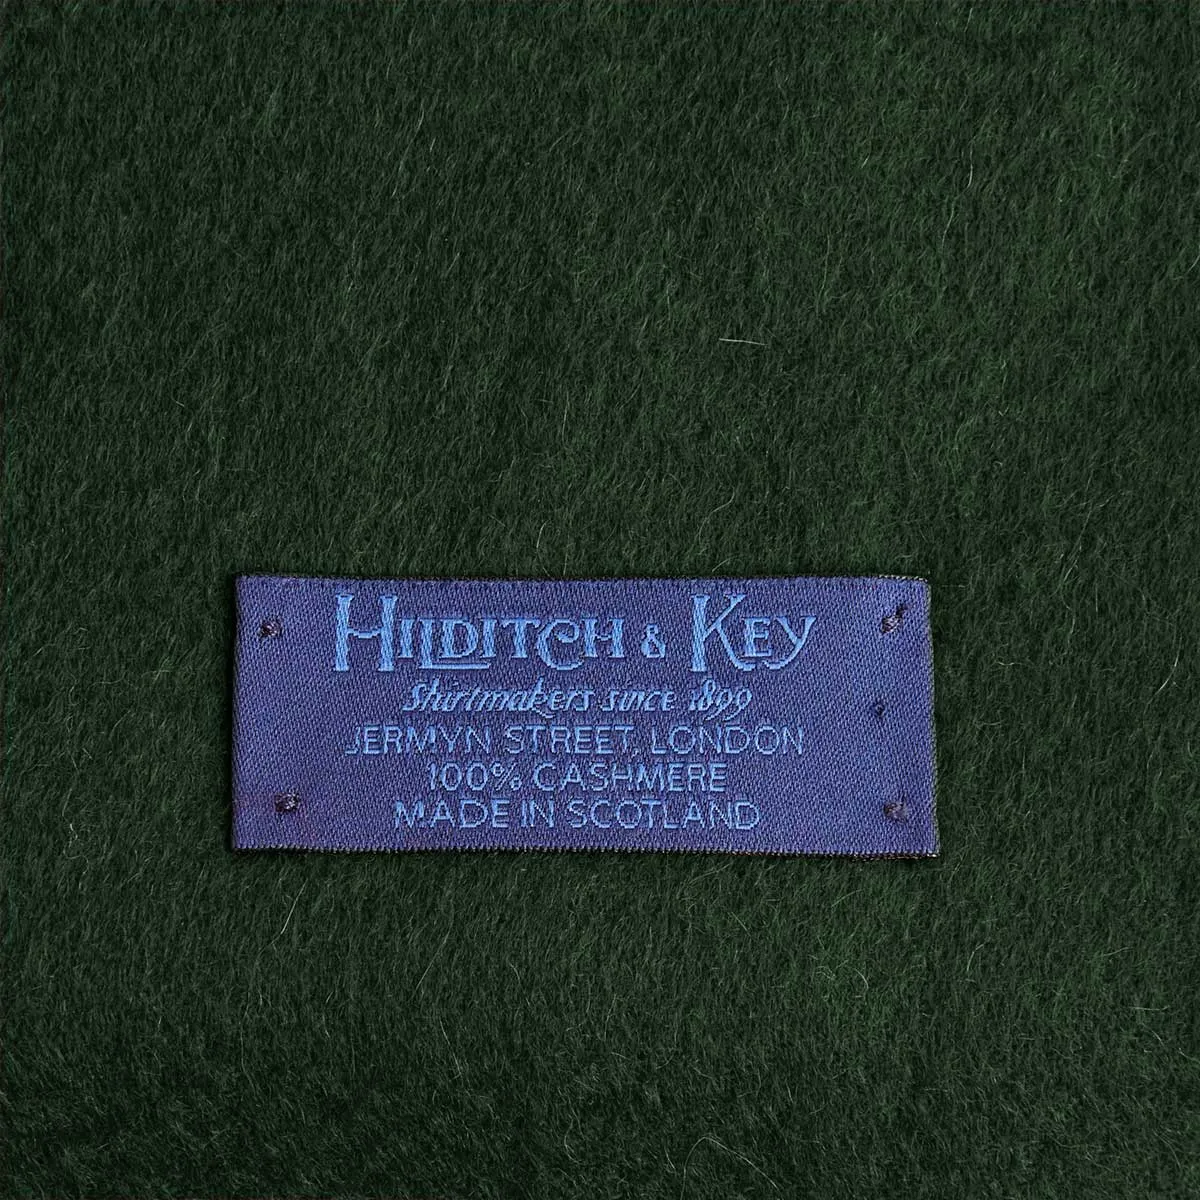 HILDITCH & KEY
Shirtmakers since 1899
JERMYN STREET, LONDON
100% CASHMERE
MADE IN SCOTLAND